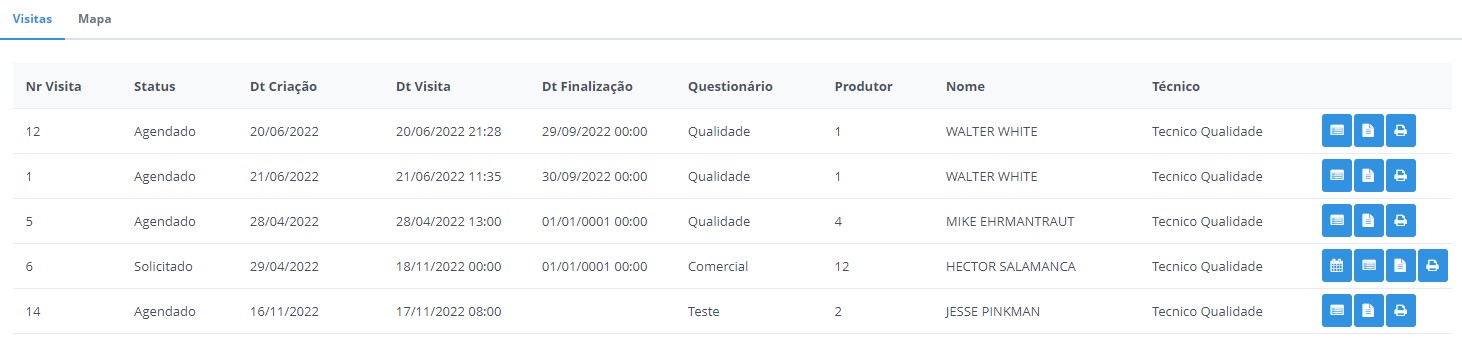 Visitas Mapa
Nr Visita Status Dt Criação Dt Visita Dt Finalização Questionário Produtor Nome Técnico
12 Agendado 20/06/2022 20/06/2022 21:28 29/09/2022 00:00 Qualidade 1 WALTER WHITE Tecnico Qualidade
1 Agendado 21/06/2022 21/06/2022 11:35 30/09/2022 00:00 Qualidade 1 WALTER WHITE Tecnico Qualidade
5 Agendado 28/04/2022 28/04/2022 13:00 01/01/0001 00:00 Qualidade 4 MIKE EHRMANTRAUT Tecnico Qualidade
6 Solicitado 29/04/2022 18/11/2022 00:00 01/01/0001 00:00 Comercial 12 HECTOR SALAMANCA Tecnico Qualidade
14 Agendado 16/11/2022 17/11/2022 08:00 Teste 2 JESSE PINKMAN Tecnico Qualidade